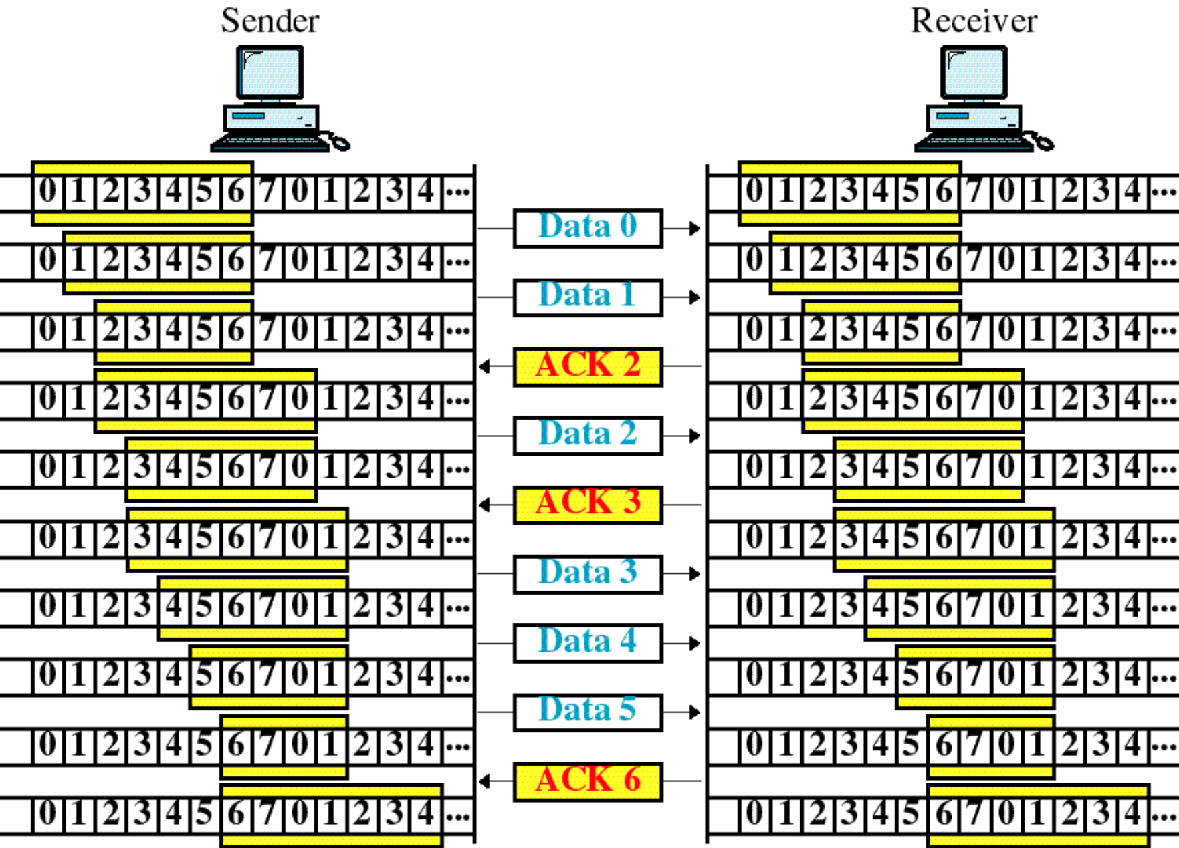 Sender Receiver
0 1 2 3 4 5 6 7 0 1 2 3 4 ... 0 1 2 3 4 5 6 7 0 1 2 3 4 ...
Data 0
0 1 2 3 4 5 6 7 0 1 2 3 4 ... 0 1 2 3 4 5 6 7 0 1 2 3 4 ...
Data 1
0 1 2 3 4 5 6 7 0 1 2 3 4 ... 0 1 2 3 4 5 6 7 0 1 2 3 4 ...
ACK 2
0 1 2 3 4 5 6 7 0 1 2 3 4 ... 0 1 2 3 4 5 6 7 0 1 2 3 4 ...
Data 2
0 1 2 3 4 5 6 7 0 1 2 3 4 ... 0 1 2 3 4 5 6 7 0 1 2 3 4 ...
ACK 3
0 1 2 3 4 5 6 7 0 1 2 3 4 ... 0 1 2 3 4 5 6 7 0 1 2 3 4 ...
Data 3
0 1 2 3 4 5 6 7 0 1 2 3 4 ... 0 1 2 3 4 5 6 7 0 1 2 3 4 ...
Data 4
0 1 2 3 4 5 6 7 0 1 2 3 4 ... 0 1 2 3 4 5 6 7 0 1 2 3 4 ...
Data 5
0 1 2 3 4 5 6 7 0 1 2 3 4 ... 0 1 2 3 4 5 6 7 0 1 2 3 4 ...
ACK 6
0 1 2 3 4 5 6 7 0 1 2 3 4 ... 0 1 2 3 4 5 6 7 0 1 2 3 4 ...